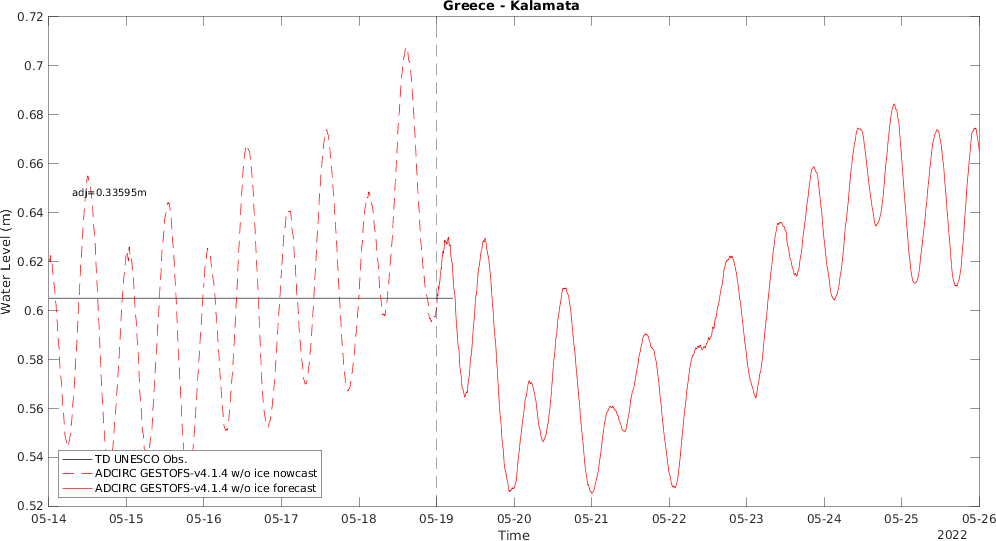 Greece - Kalamata
0.72
0.7
0.68
0.66
0.64
0.62
0.6
0.58
0.56
0.54
0.52
Water Level (m)
adj=0.33595m
TD UNESCO Obs.
ADCIRC GESTOFS-v4.1.4 w/o ice nowcast
ADCIRC GESTOFS-v4.1.4 w/o ice forecast
05-14 05-15 05-16 05-17 05-18 05-19 05-20 05-21 05-22 05-23 05-24 05-25 05-26
Time
2022